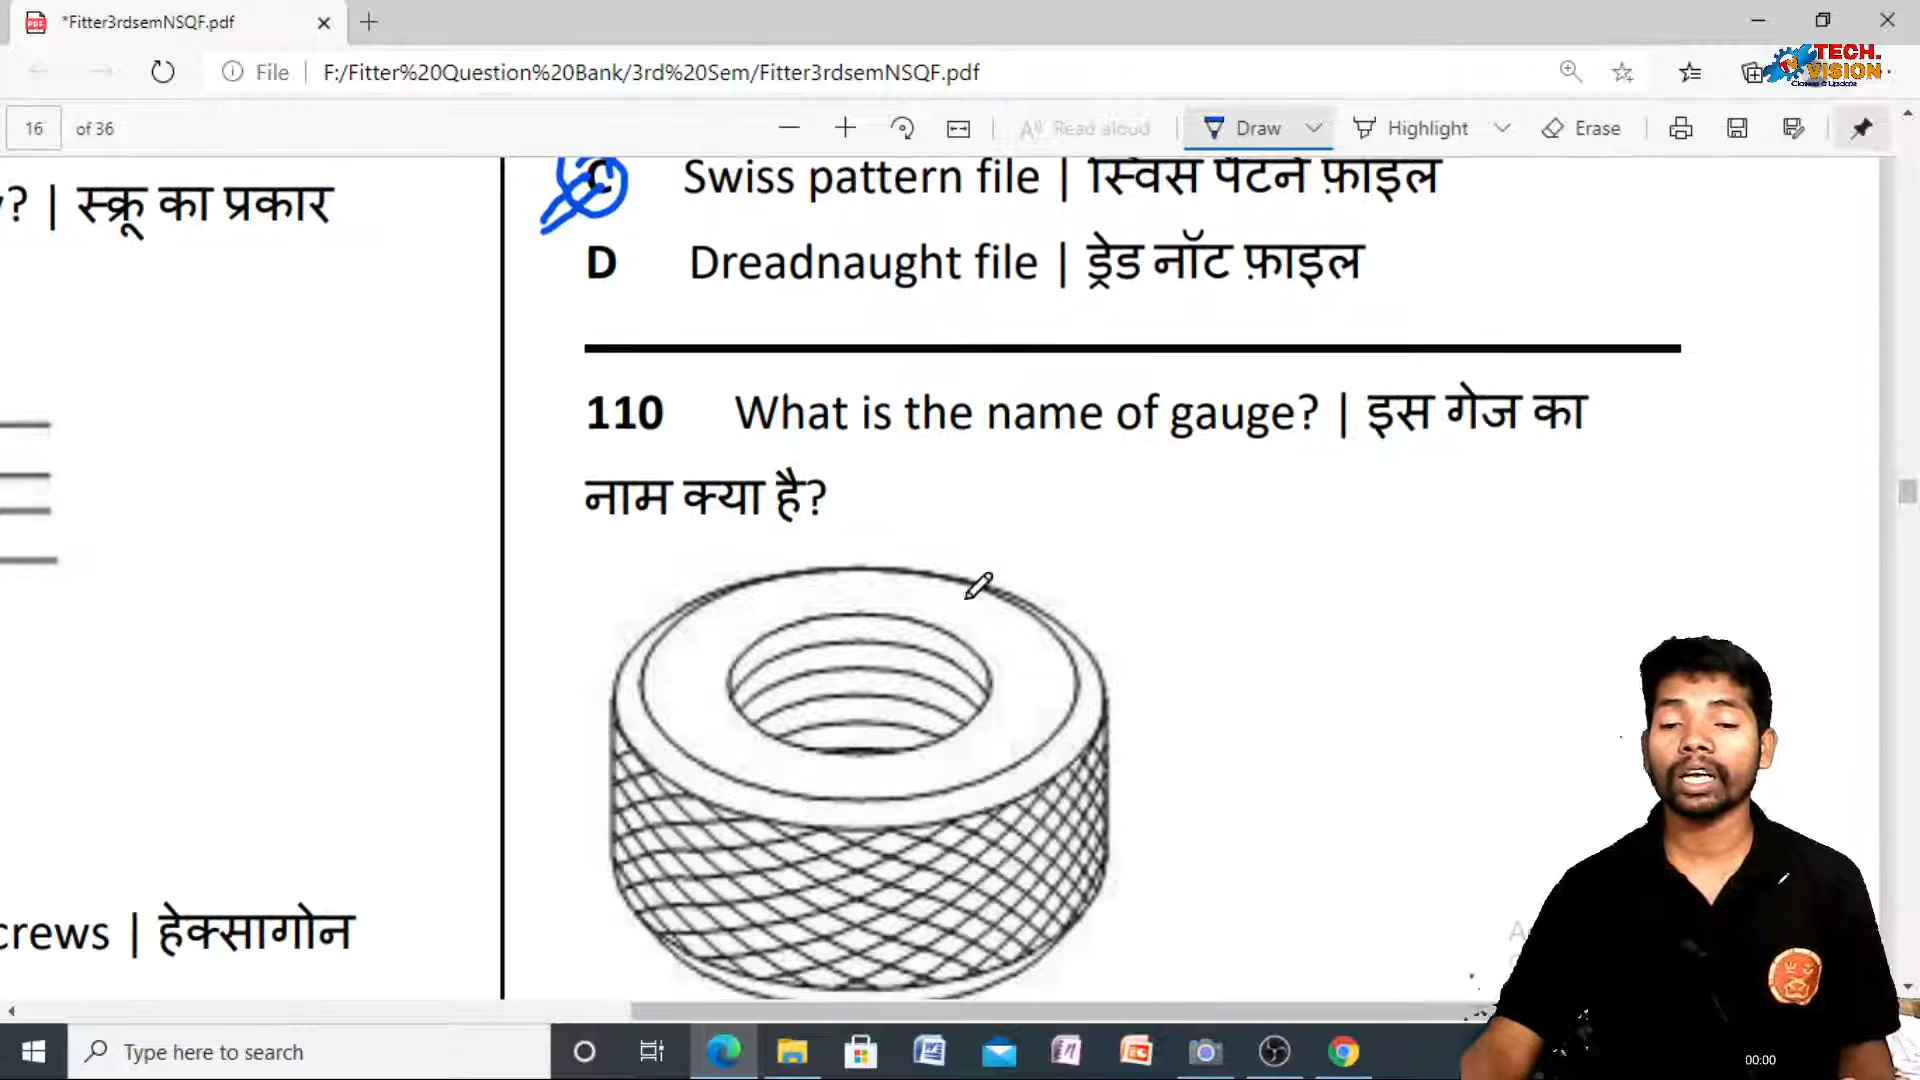 *Fitter3rdsemNSQF.pdf
File | F:/Fitter%20Question%20Bank/3rd%20Sem/Fitter3rdsemNSQF.pdf
TECH.
VISION
16 of 36
Read aloud
Draw
Highlight
Erase
? | स्क्रू का प्रकार
crews | हेक्सागोन
C Swiss pattern file | स्विस पैटर्न फ़ाइल
D Dreadnaught file | ड्रेड नॉट फ़ाइल
110 What is the name of gauge? | इस गेज का
नाम क्या है?
Type here to search
00:00